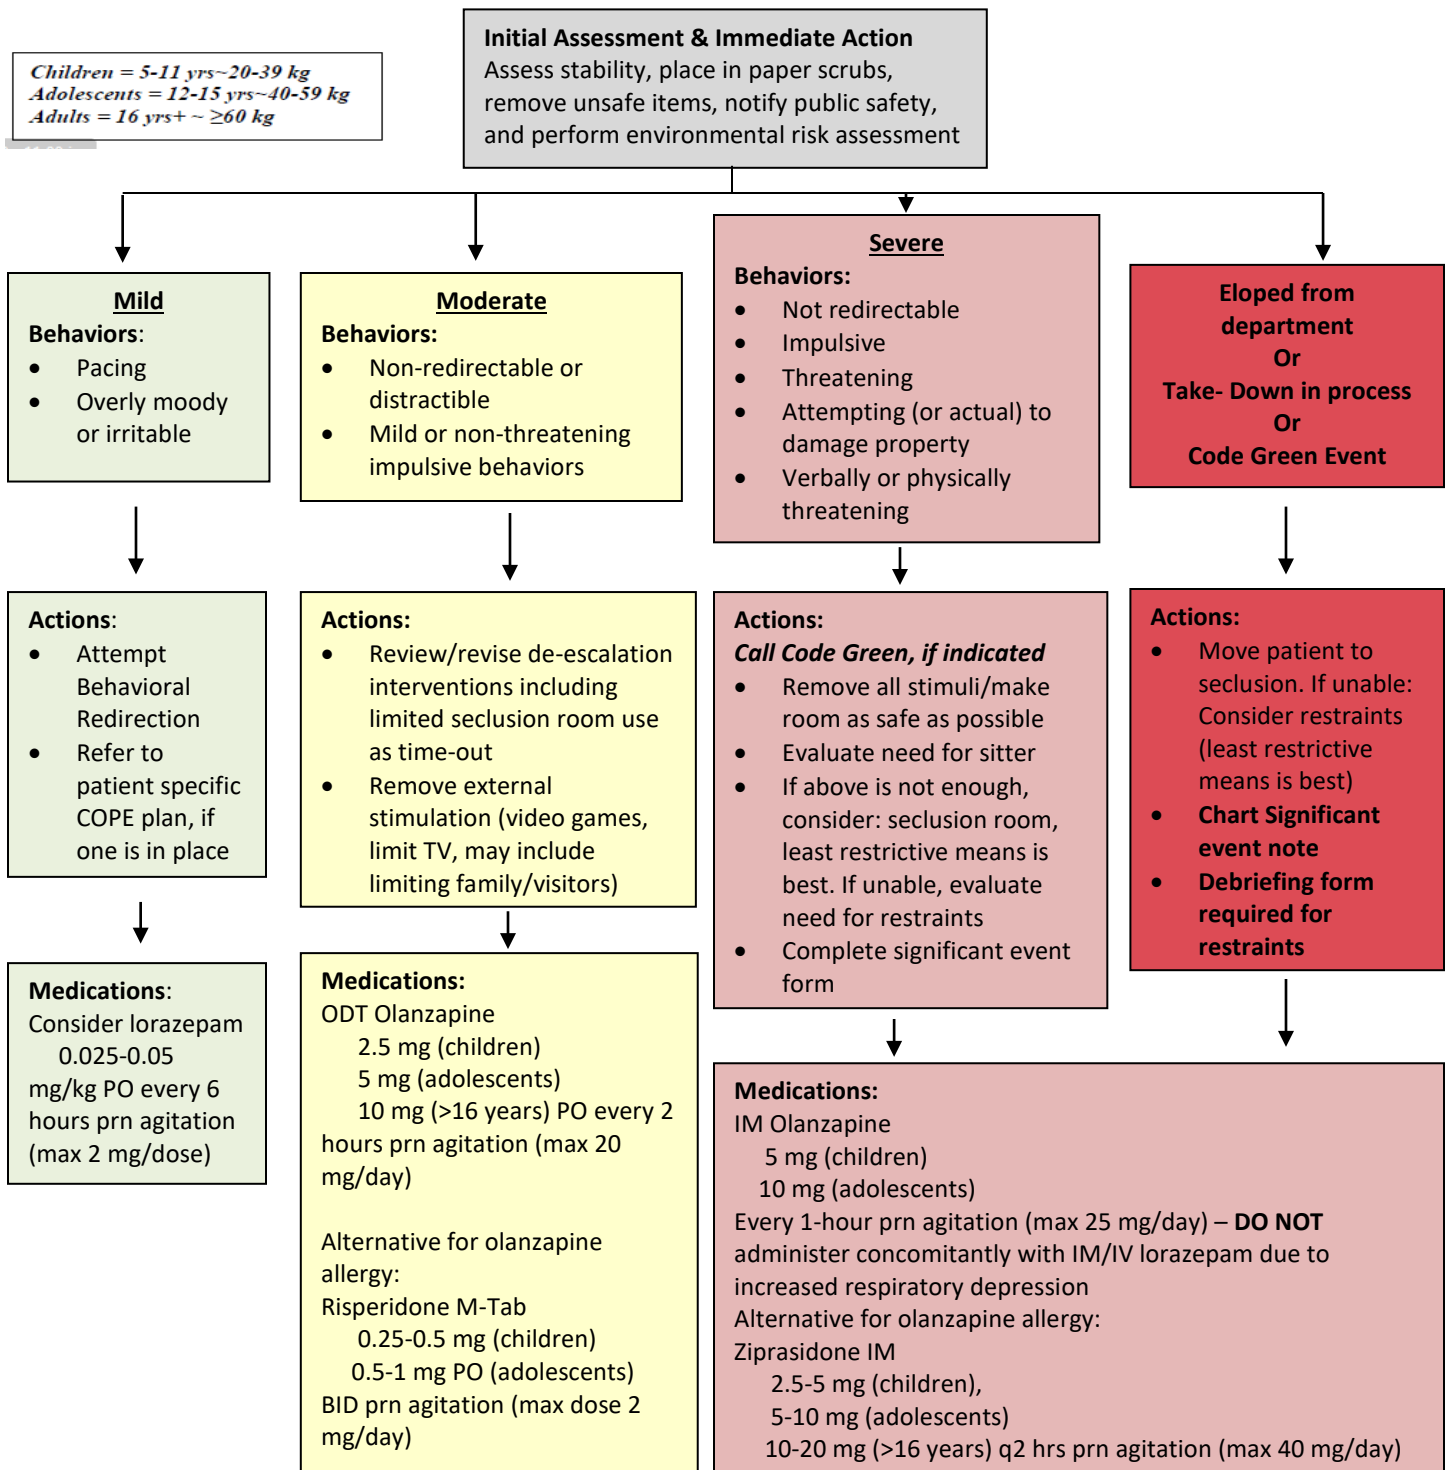 Children = 5-11 yrs~20-39 kg
Adolescents = 12-15 yrs~40-59 kg
Adults = 16 yrs+ ~ ≥60 kg
Initial Assessment & Immediate Action
Assess stability, place in paper scrubs,
remove unsafe items, notify public safety,
and perform environmental risk assessment
Mild
Behaviors:
• Pacing
• Overly moody
or irritable
Actions:
• Attempt
Behavioral
Redirection
• Refer to
patient specific
COPE plan, if
one is in place
Medications:
Consider lorazepam
0.025-0.05
mg/kg PO every 6
hours prn agitation
(max 2 mg/dose)
Moderate
Behaviors:
• Non-redirectable or
distractible
• Mild or non-threatening
impulsive behaviors
Actions:
• Review/revise de-escalation
interventions including
limited seclusion room use
as time-out
• Remove external
stimulation (video games,
limit TV, may include
limiting family/visitors)
Medications:
ODT Olanzapine
2.5 mg (children)
5 mg (adolescents)
10 mg (>16 years) PO every 2
hours prn agitation (max 20
mg/day)
Alternative for olanzapine
allergy:
Risperidone M-Tab
0.25-0.5 mg (children)
0.5-1 mg PO (adolescents)
BID prn agitation (max dose 2
mg/day)
Severe
Behaviors:
• Not redirectable
• Impulsive
• Threatening
• Attempting (or actual) to
damage property
• Verbally or physically
threatening
Actions:
Call Code Green, if indicated
• Remove all stimuli/make
room as safe as possible
• Evaluate need for sitter
• If above is not enough,
consider: seclusion room,
least restrictive means is
best. If unable, evaluate
need for restraints
• Complete significant event
form
Eloped from
department
Or
Take- Down in process
Or
Code Green Event
Actions:
• Move patient to
seclusion. If unable:
Consider restraints
(least restrictive
means is best)
• Chart Significant
event note
• Debriefing form
required for
restraints
Medications:
IM Olanzapine
5 mg (children)
10 mg (adolescents)
Every 1-hour prn agitation (max 25 mg/day) – DO NOT
administer concomitantly with IM/IV lorazepam due to
increased respiratory depression
Alternative for olanzapine allergy:
Ziprasidone IM
2.5-5 mg (children),
5-10 mg (adolescents)
10-20 mg (>16 years) q2 hrs prn agitation (max 40 mg/day)